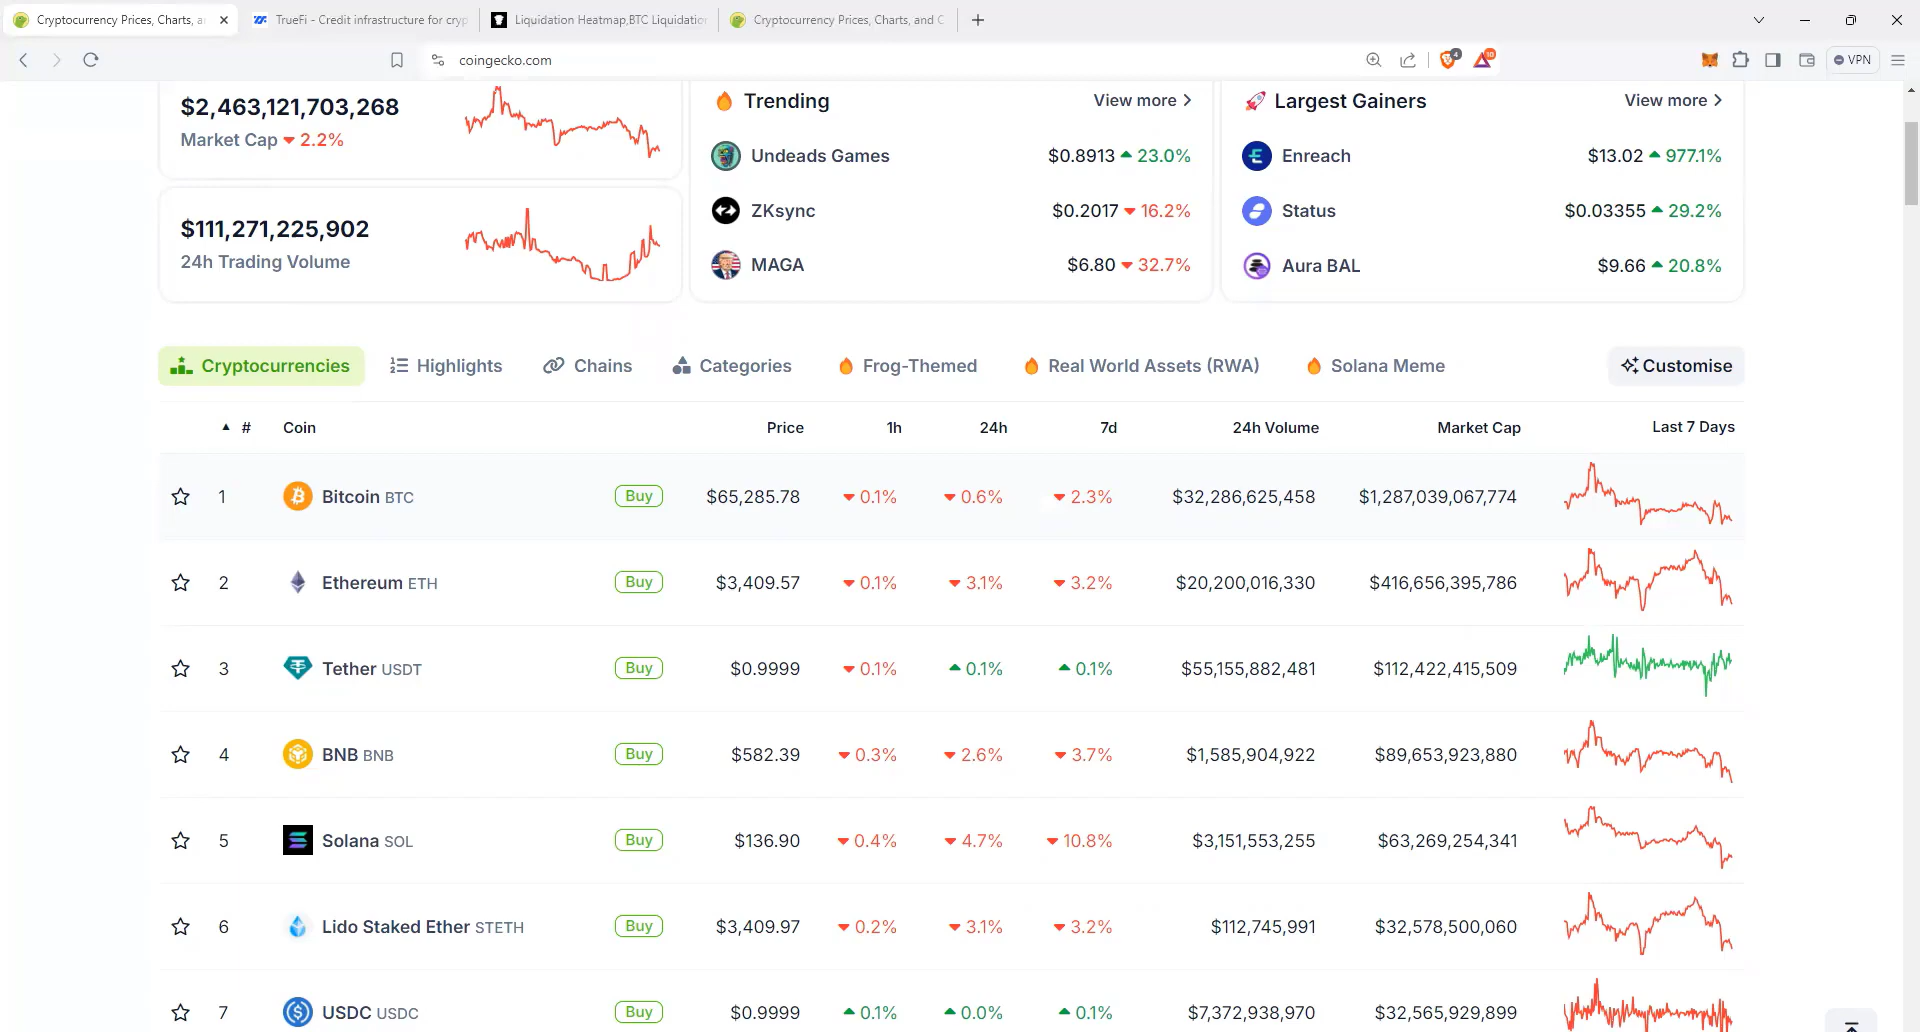 Cryptocurrency Prices, Charts, a
TrueFi - Credit infrastructure for cryp
Liquidation Heatmap,BTC Liquidation
Cryptocurrency Prices, Charts, and C
coingecko.com
4
10
VPN
$2,463,121,703,268
Market Cap 2.2%
$111,271,225,902
24h Trading Volume
Trending View more
Undeads Games $0.8913 23.0%
ZKsync $0.2017 16.2%
MAGA $6.80 32.7%
Largest Gainers View more
Enreach $13.02 977.1%
Status $0.03355 29.2%
Aura BAL $9.66 20.8%
Cryptocurrencies Highlights Chains Categories Frog-Themed Real World Assets (RWA) Solana Meme Customise
# Coin Price 1h 24h 7d 24h Volume Market Cap Last 7 Days
1 Bitcoin BTC Buy $65,285.78 0.1% 0.6% 2.3% $32,286,625,458 $1,287,039,067,774
2 Ethereum ETH Buy $3,409.57 0.1% 3.1% 3.2% $20,200,016,330 $416,656,395,786
3 Tether USDT Buy $0.9999 0.1% 0.1% 0.1% $55,155,882,481 $112,422,415,509
4 BNB BNB Buy $582.39 0.3% 2.6% 3.7% $1,585,904,922 $89,653,923,880
5 Solana SOL Buy $136.90 0.4% 4.7% 10.8% $3,151,553,255 $63,269,254,341
6 Lido Staked Ether STETH Buy $3,409.97 0.2% 3.1% 3.2% $112,745,991 $32,578,500,060
7 USDC USDC Buy $0.9999 0.1% 0.0% 0.1% $7,372,938,970 $32,565,929,899